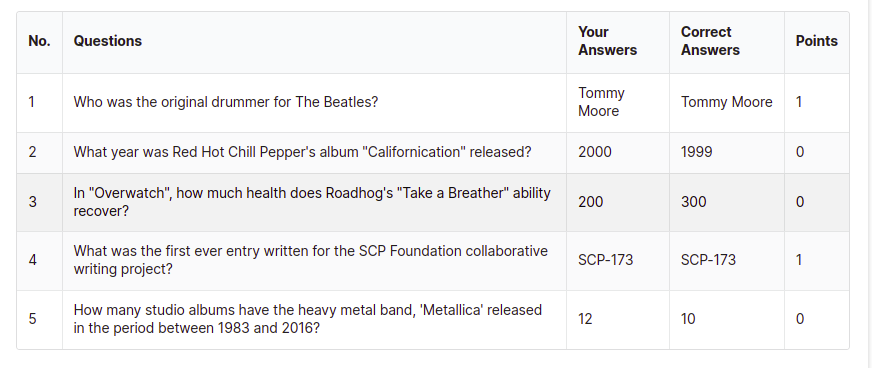 No. Questions Your Answers Correct Answers Points
1 Who was the original drummer for The Beatles? Tommy Moore Tommy Moore 1
2 What year was Red Hot Chill Pepper's album "Californication" released? 2000 1999 0
3 In "Overwatch", how much health does Roadhog's "Take a Breather" ability
recover? 200 300 0
4 What was the first ever entry written for the SCP Foundation collaborative
writing project? SCP-173 SCP-173 1
5 How many studio albums have the heavy metal band, 'Metallica' released
in the period between 1983 and 2016? 12 10 0